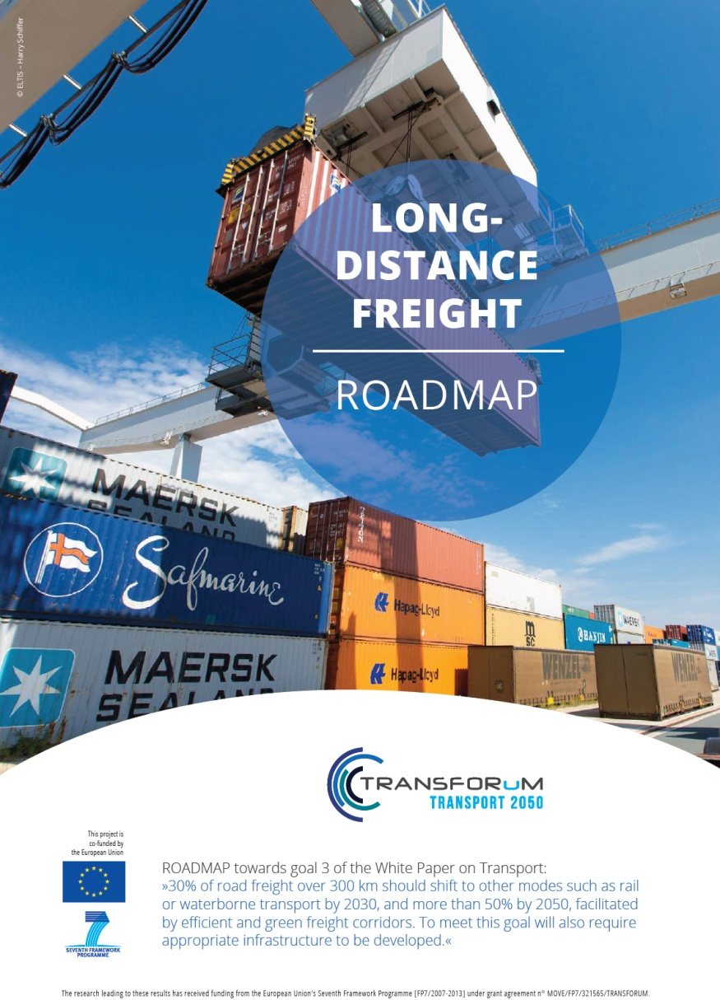 © ELTIS – Harry Schiffer
LONG-
DISTANCE
FREIGHT
ROADMAP
MAERSK
SEALAND
Safmarine
MAERSK
SEALAND
Hapag-Lloyd
Hapag-Lloyd
m
SC
HANJIN
MAERSK
WENZEL
TRANSFORuM
TRANSPORT 2050
This project is
co-funded by
the European Union
7
SEVENTH FRAMEWORK
PROGRAMME
ROADMAP towards goal 3 of the White Paper on Transport:
»30% of road freight over 300 km should shift to other modes such as rail
or waterborne transport by 2030, and more than 50% by 2050, facilitated
by efficient and green freight corridors. To meet this goal will also require
appropriate infrastructure to be developed.«
The research leading to these results has received funding from the European Union's Seventh Framework Programme [FP7/2007-2013] under grant agreement n° MOVE/FP7/321565/TRANSFORUM.